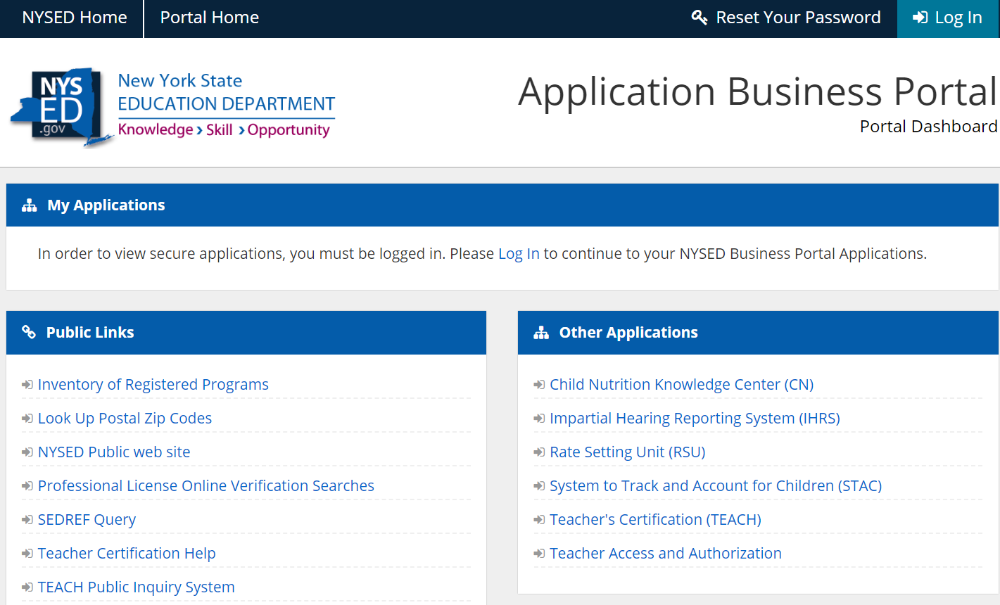 NYSED Home
Portal Home
Reset Your Password
Log In
NYS
ED
.gov
New York State
EDUCATION DEPARTMENT
Knowledge › Skill › Opportunity
Application Business Portal
Portal Dashboard
My Applications
In order to view secure applications, you must be logged in. Please Log In to continue to your NYSED Business Portal Applications.
Public Links
Inventory of Registered Programs
Look Up Postal Zip Codes
NYSED Public web site
Professional License Online Verification Searches
SEDREF Query
Teacher Certification Help
TEACH Public Inquiry System
Other Applications
Child Nutrition Knowledge Center (CN)
Impartial Hearing Reporting System (IHRS)
Rate Setting Unit (RSU)
System to Track and Account for Children (STAC)
Teacher's Certification (TEACH)
Teacher Access and Authorization